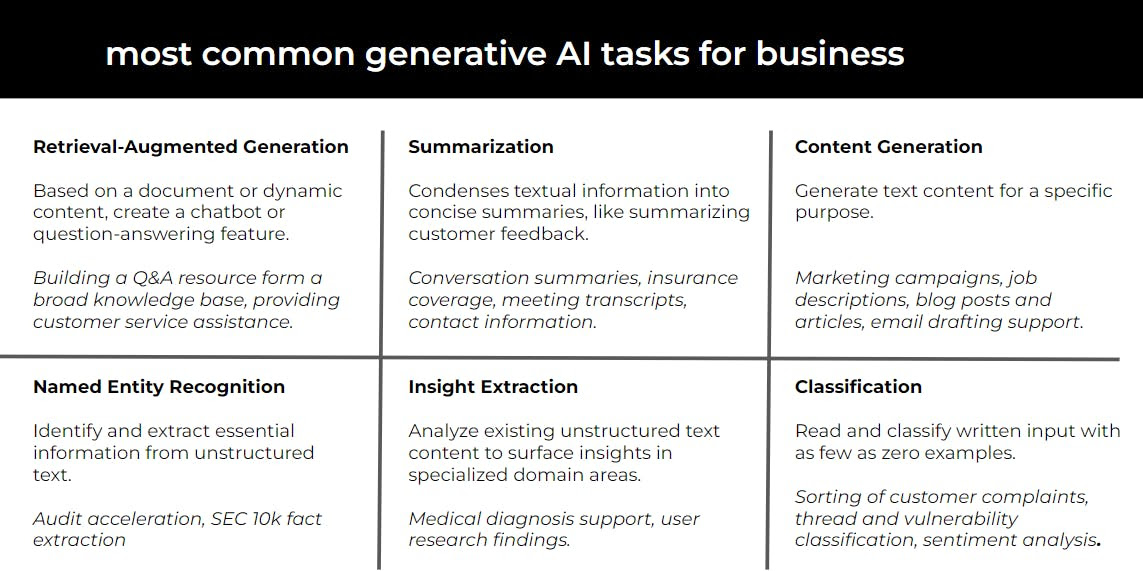 most common generative AI tasks for business
Retrieval-Augmented Generation
Based on a document or dynamic
content, create a chatbot or
question-answering feature.
Building a Q&A resource form a
broad knowledge base, providing
customer service assistance.
Summarization
Condenses textual information into
concise summaries, like summarizing
customer feedback.
Conversation summaries, insurance
coverage, meeting transcripts,
contact information.
Content Generation
Generate text content for a specific
purpose.
Marketing campaigns, job
descriptions, blog posts and
articles, email drafting support.
Named Entity Recognition
Identify and extract essential
information from unstructured
text.
Audit acceleration, SEC 10k fact
extraction
Insight Extraction
Analyze existing unstructured text
content to surface insights in
specialized domain areas.
Medical diagnosis support, user
research findings.
Classification
Read and classify written input with
as few as zero examples.
Sorting of customer complaints,
thread and vulnerability
classification, sentiment analysis.